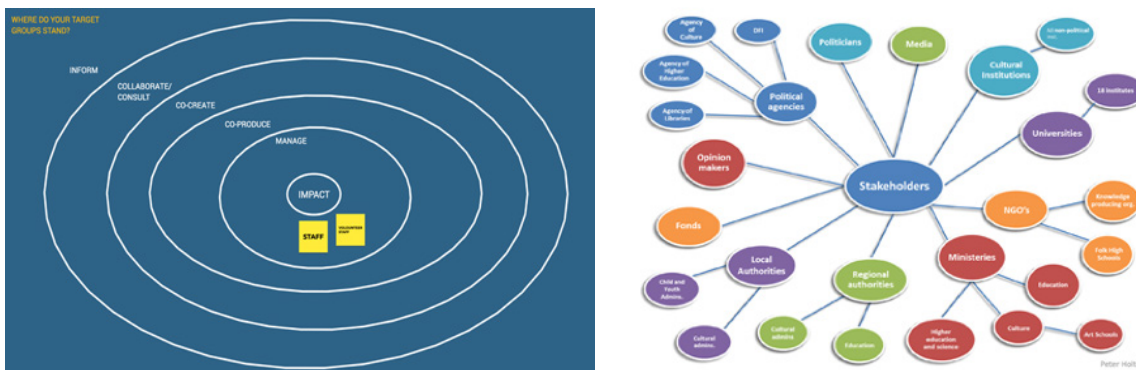 WHERE DO YOUR TARGET
GROUPS STAND?
INFORM
COLLABORATE/
CONSULT
CO-CREATE
CO-PRODUCE
MANAGE
IMPACT
STAFF
STAFF
Agency
of
Culture
DFI
Politicians
Media
non-political
Cultural
Institutions
Agency of
Higher
Education
Political
agencies
18 institutes
Agency of
Libraries
Universities
Opinion
makers
Stakeholders
Knowledge
producing org.
NGO's
Fonds
Folk High
Schools
Local
Authorities
Ministeries
Regional
authorities
Child and
Youth
Admins.
Education
Cultural
admins
Culture
Art Schools
Cultural
admins.
Education
Higher
education
and science